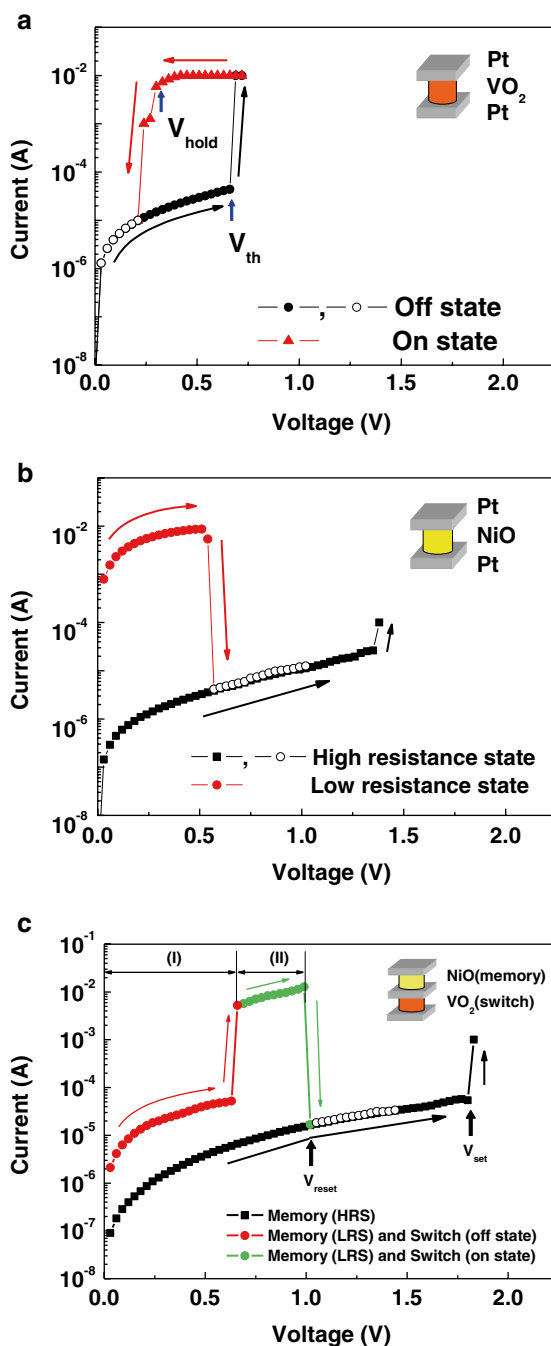 a
Current (A)
10⁻²
10⁻⁴
10⁻⁶
10⁻⁸
V_hold
V_th
Pt
VO₂
Pt
, Off state
On state
0.0 0.5 1.0 1.5 2.0
Voltage (V)
b
Current (A)
10⁻²
10⁻⁴
10⁻⁶
10⁻⁸
Pt
NiO
Pt
, High resistance state
Low resistance state
0.0 0.5 1.0 1.5 2.0
Voltage (V)
c
Current (A)
10⁻¹
10⁻²
10⁻³
10⁻⁴
10⁻⁵
10⁻⁶
10⁻⁷
10⁻⁸
(I) (II)
NiO(memory)
VO₂(switch)
V_reset
V_set
Memory (HRS)
Memory (LRS) and Switch (off state)
Memory (LRS) and Switch (on state)
0.0 0.5 1.0 1.5 2.0
Voltage (V)